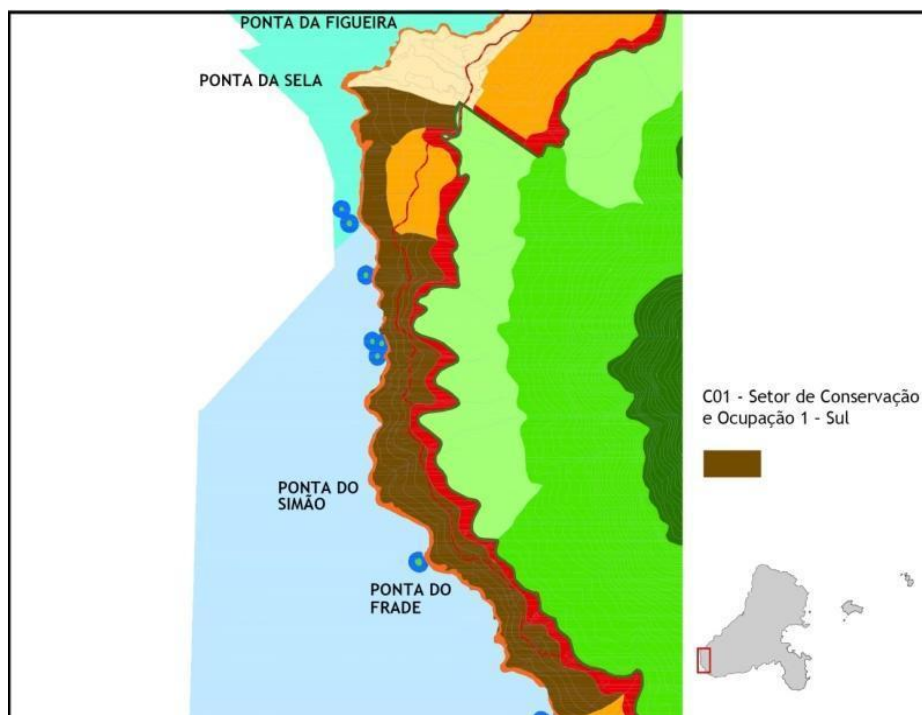 PONTA DA FIGUEIRA
PONTA DA SELA
C01 - Setor de Conservação
e Ocupação 1 - Sul
PONTA DO
SIMÃO
PONTA DO
FRADE